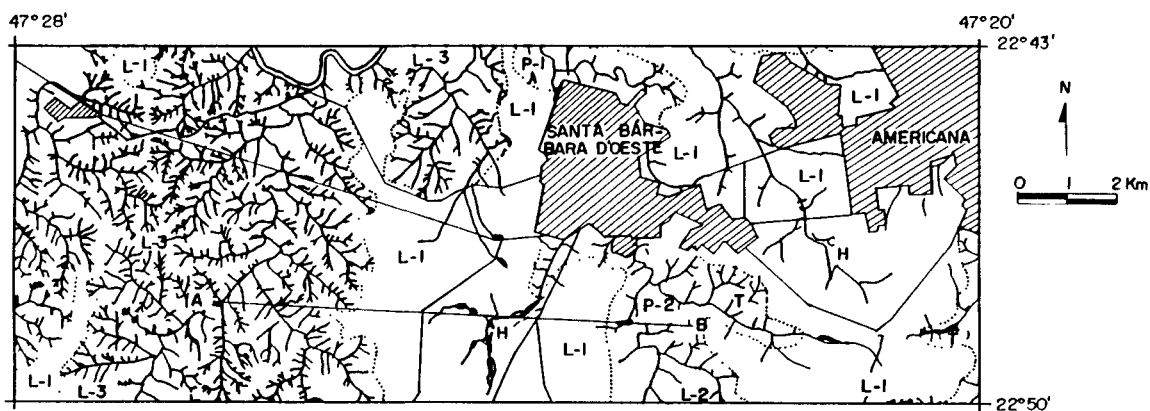 47° 28'
47° 20'
22° 43'
L-1
L-3
P-1
A
L-1
L-1
N
SANTA BÁR-
BARA D'OESTE
AMERICANA
L-1
L-1
0 1 2 Km
L-3
L-1
H
A
P-2
T
H
B
L-1
L-1
L-3
L-2
L-1
22° 50'